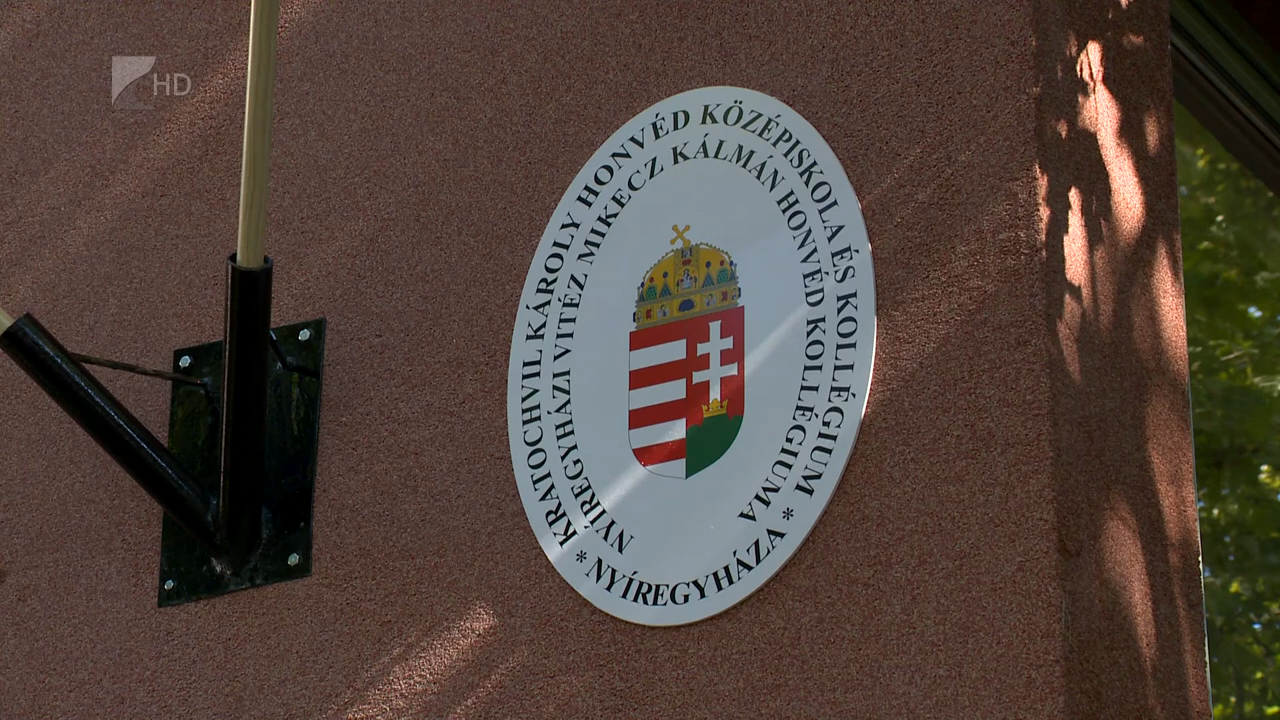 HD
KRATOCHVIL KÁROLY HONVÉD KÖZÉPISKOLA ÉS KOLLÉGIUM
NYÍREGYHÁZI VITÉZ MIKECZ KÁLMÁN HONVÉD KOLLÉGIUMA
* NYÍREGYHÁZA *